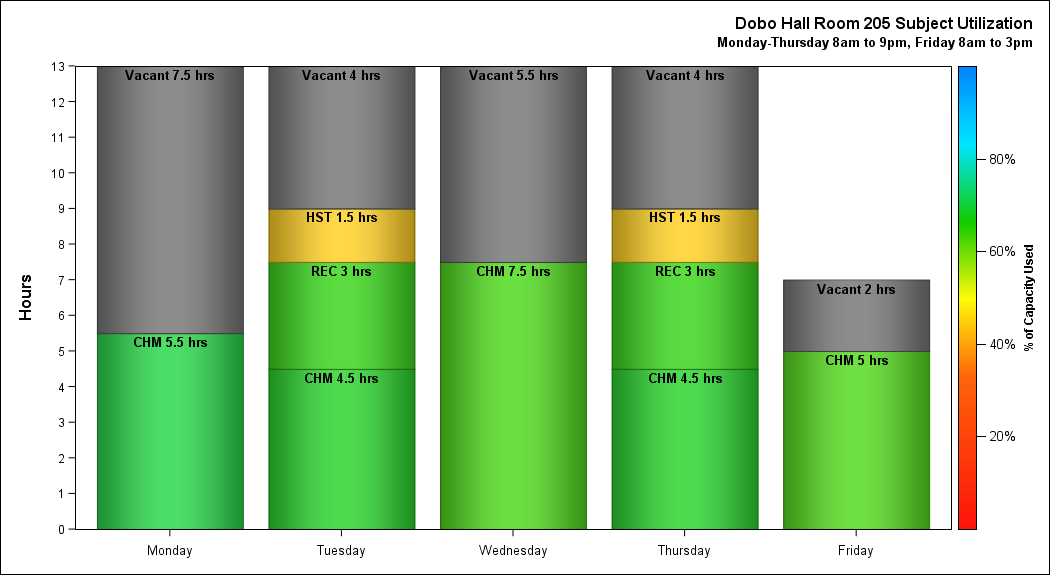 Dobo Hall Room 205 Subject Utilization
Monday-Thursday 8am to 9pm, Friday 8am to 3pm
Hours
13
12
11
10
9
8
7
6
5
4
3
2
1
0
Vacant 7.5 hrs
CHM 5.5 hrs
Vacant 4 hrs
HST 1.5 hrs
REC 3 hrs
CHM 4.5 hrs
Vacant 5.5 hrs
CHM 7.5 hrs
Vacant 4 hrs
HST 1.5 hrs
REC 3 hrs
CHM 4.5 hrs
Vacant 2 hrs
CHM 5 hrs
Monday
Tuesday
Wednesday
Thursday
Friday
80%
60%
40%
20%
% of Capacity Used